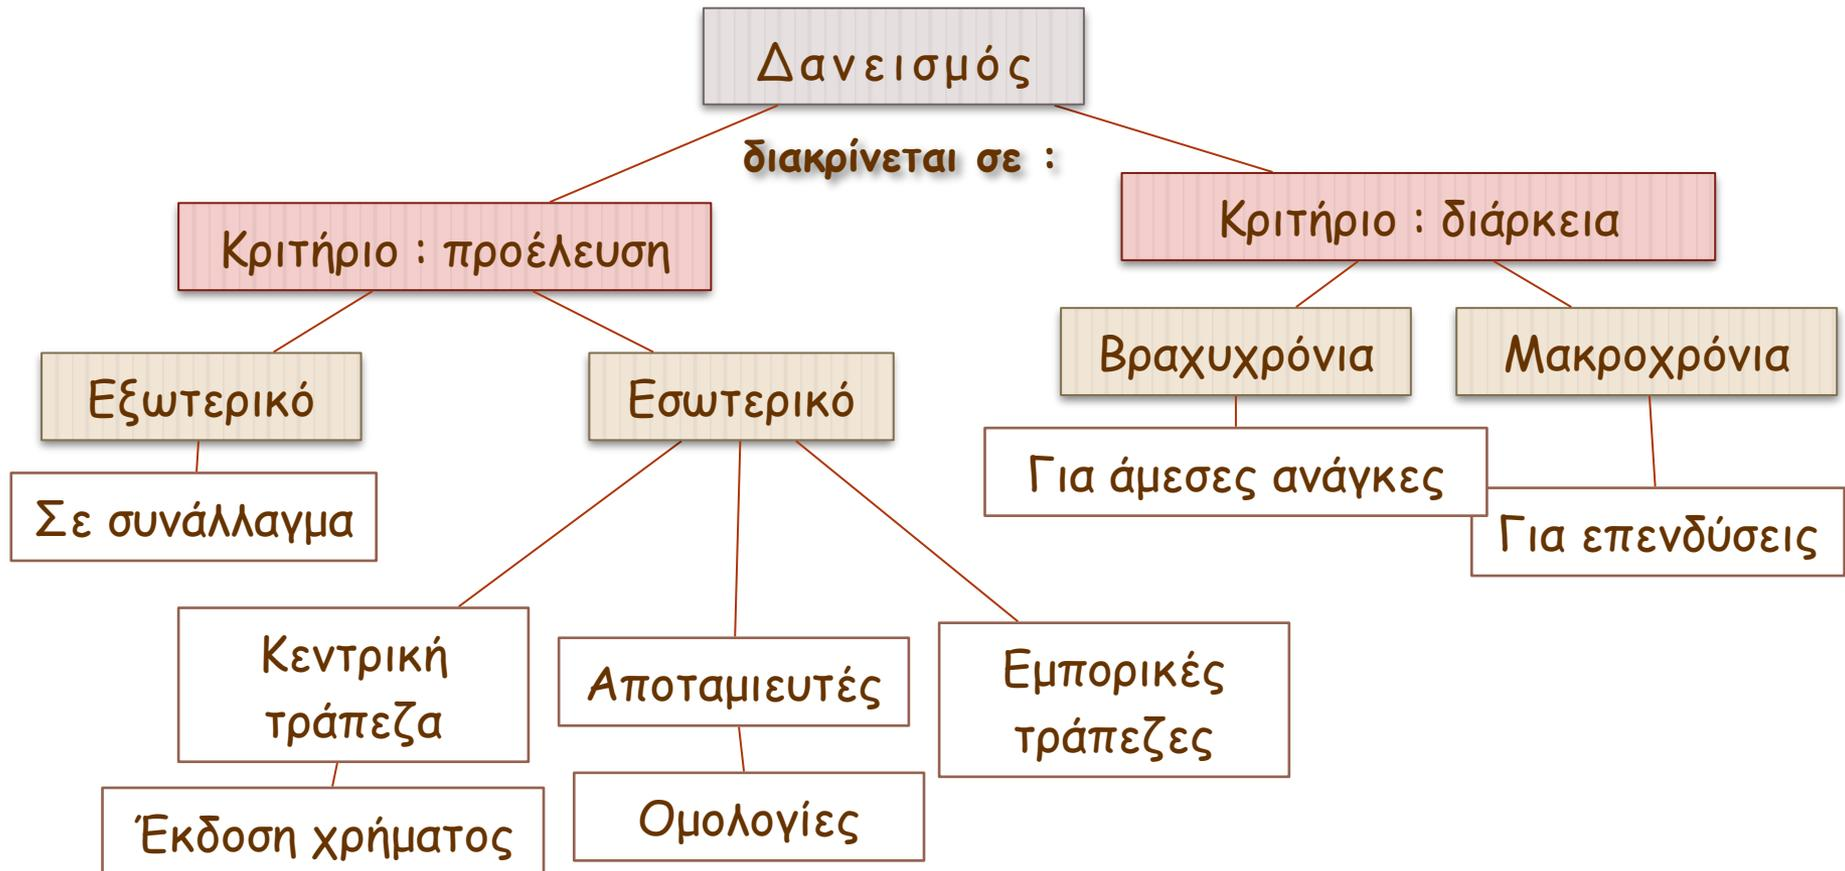 Δανεισμός
διακρίνεται σε :
Κριτήριο : προέλευση
Κριτήριο : διάρκεια
Εξωτερικό
Εσωτερικό
Βραχυχρόνια
Μακροχρόνια
Σε συνάλλαγμα
Για άμεσες ανάγκες
Για επενδύσεις
Κεντρική
τράπεζα
Αποταμιευτές
Εμπορικές
τράπεζες
Έκδοση χρήματος
Ομολογίες